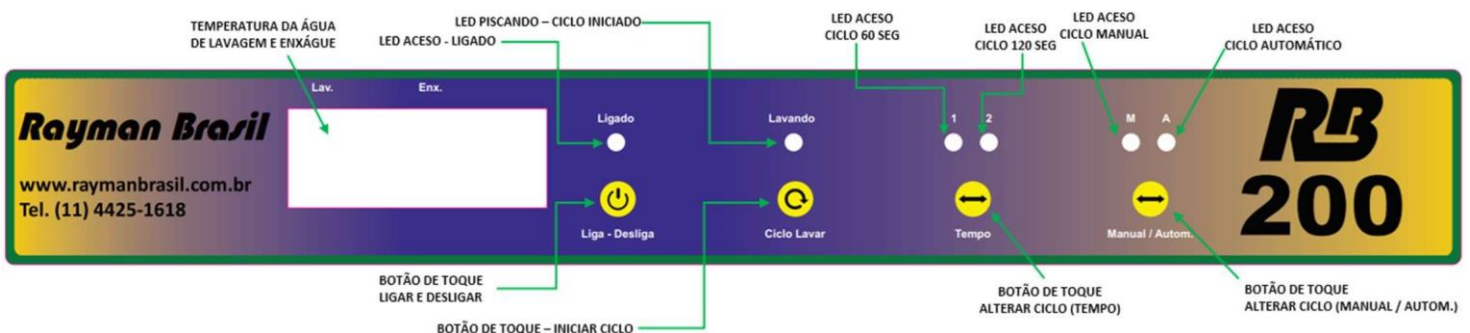 TEMPERATURA DA ÁGUA
DE LAVAGEM E ENXÁGUE
LED PISCANDO – CICLO INICIADO
LED ACESO - LIGADO
LED ACESO
CICLO 60 SEG
LED ACESO
CICLO 120 SEG
LED ACESO
CICLO MANUAL
LED ACESO
CICLO AUTOMÁTICO
Lav.
Enx.
Rayman Brasil
www.raymanbrasil.com.br
Tel. (11) 4425-1618
Ligado
Liga - Desliga
Lavando
Ciclo Lavar
1
2
Tempo
M
A
Manual / Autom.
RB
200
BOTÃO DE TOQUE
LIGAR E DESLIGAR
BOTÃO DE TOQUE – INICIAR CICLO
BOTÃO DE TOQUE
ALTERAR CICLO (TEMPO)
BOTÃO DE TOQUE
ALTERAR CICLO (MANUAL / AUTOM.)